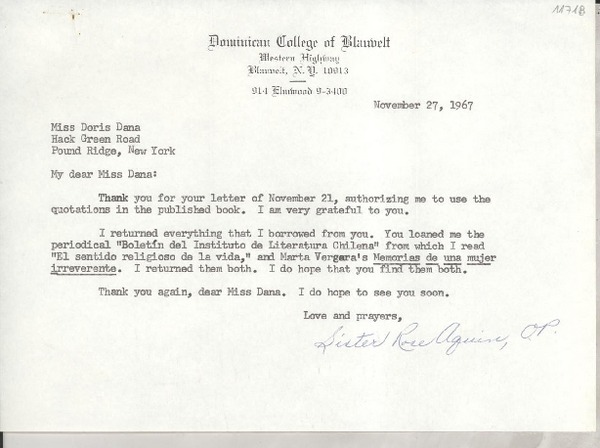 1171B
Dominican College of Blauvelt
Western Highway
Blauvelt, N.Y. 10913
914 Elmwood 9-3400
November 27, 1967
Miss Doris Dana
Hack Green Road
Pound Ridge, New York
My dear Miss Dana:
Thank you for your letter of November 21, authorizing me to use the
quotations in the published book. I am very grateful to you.
I returned everything that I borrowed from you. You loaned me the
periodical "Boletín del Instituto de Literatura Chilena" from which I read
"El sentido religioso de la vida," and Marta Vergara's Memorias de una mujer
irreverente. I returned them both. I do hope that you find them both.
Thank you again, dear Miss Dana. I do hope to see you soon.
Love and prayers,
Sister Rose Aquin, O.P.